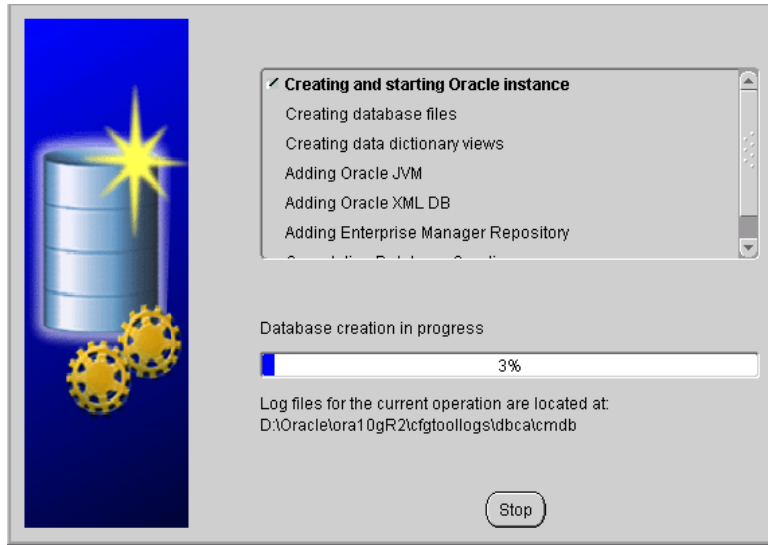 Creating and starting Oracle instance
Creating database files
Creating data dictionary views
Adding Oracle JVM
Adding Oracle XML DB
Adding Enterprise Manager Repository
Database creation in progress
3%
Log files for the current operation are located at:
D:\Oracle\ora10gR2\cfgtoollogs\dbca\cmdb
Stop